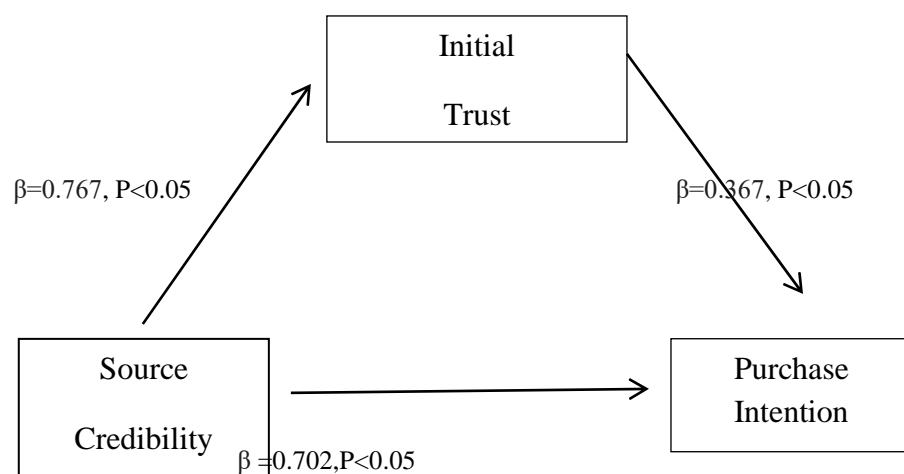 Initial
Trust
β=0.767, P<0.05
β=0.367, P<0.05
Source
Credibility
Purchase
Intention
β =0.702,P<0.05